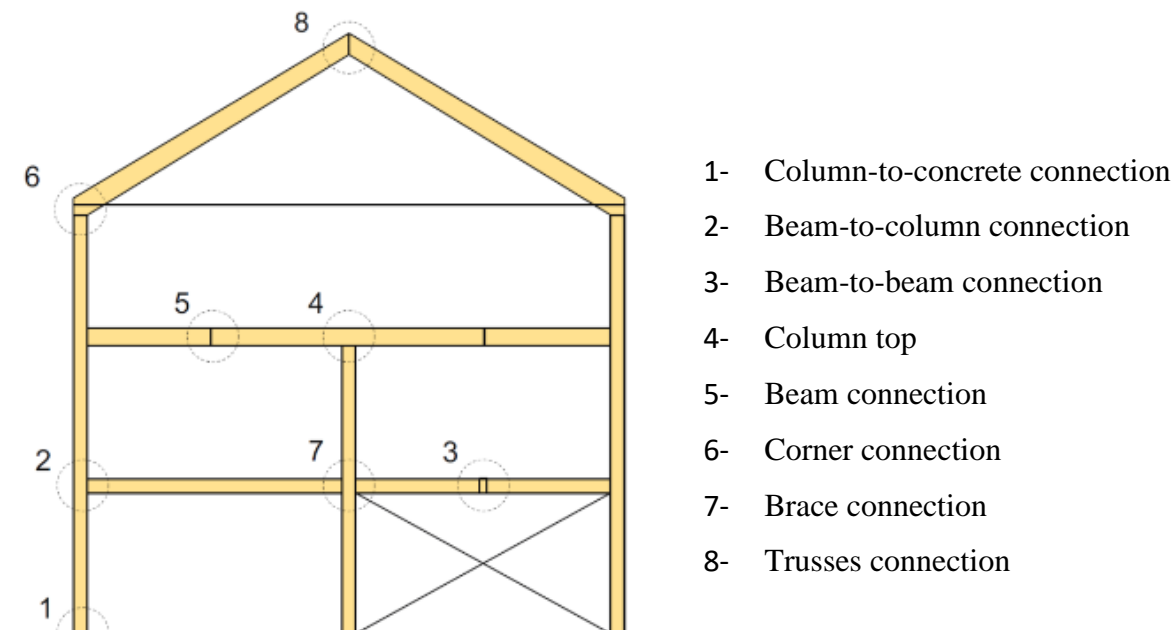 8
6
5
4
2
7
3
1
1- Column-to-concrete connection
2- Beam-to-column connection
3- Beam-to-beam connection
4- Column top
5- Beam connection
6- Corner connection
7- Brace connection
8- Trusses connection